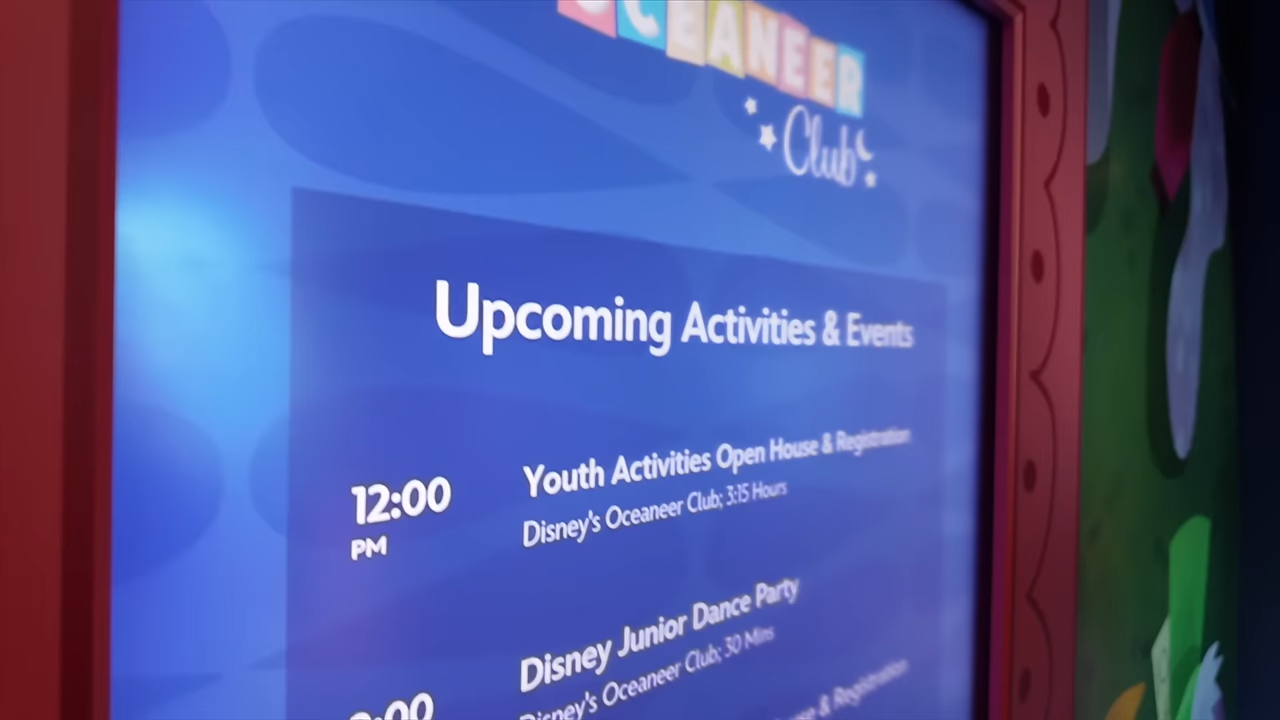 OCEANEER
Club
Upcoming Activities & Events
12:00
PM
Youth Activities Open House & Registration
Disney's Oceaneer Club; 3:15 Hours
Disney Junior Dance Party
Disney's Oceaneer Club; 30 Mins
& Registration